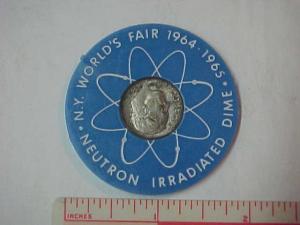 N.Y. WORLD'S FAIR 1964-1965
NEUTRON IRRADIATED DIME
INCHES 1 2